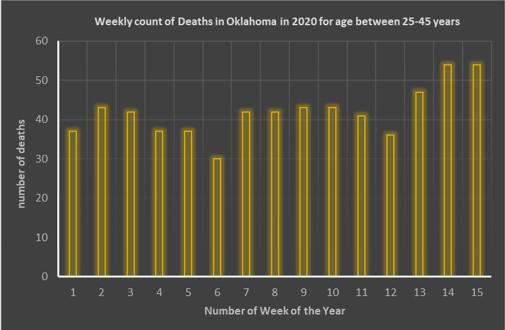 Weekly count of Deaths in Oklahoma in 2020 for age between 25-45 years
60
50
40
30
20
10
0
number of deaths
1 2 3 4 5 6 7 8 9 10 11 12 13 14 15
Number of Week of the Year